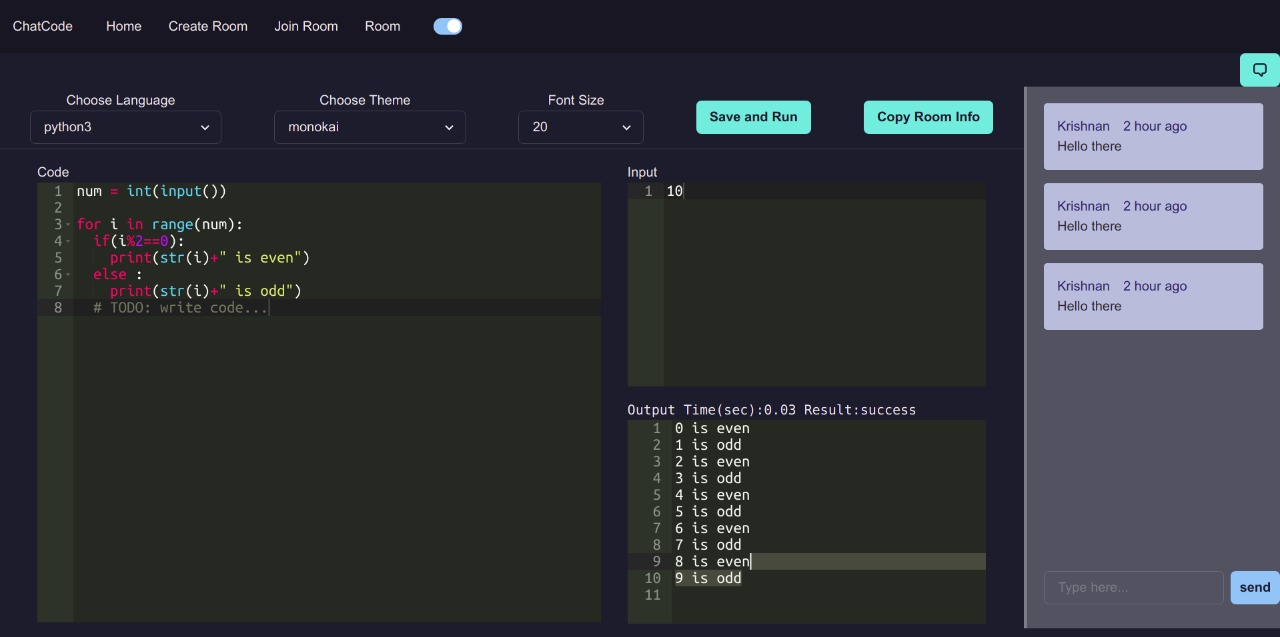 ChatCode Home Create Room Join Room Room
Choose Language Choose Theme Font Size
python3 monokai 20 Save and Run Copy Room Info
Code
1 num = int(input())
2
3 for i in range(num):
4 if(i%2==0):
5 print(str(i)+" is even")
6 else :
7 print(str(i)+" is odd")
8 # TODO: write code...
Input
1 10
Output Time(sec):0.03 Result:success
1 0 is even
2 1 is odd
3 2 is even
4 3 is odd
5 4 is even
6 5 is odd
7 6 is even
8 7 is odd
9 8 is even
10 9 is odd
11
Krishnan 2 hour ago
Hello there
Krishnan 2 hour ago
Hello there
Krishnan 2 hour ago
Hello there
Type here... send